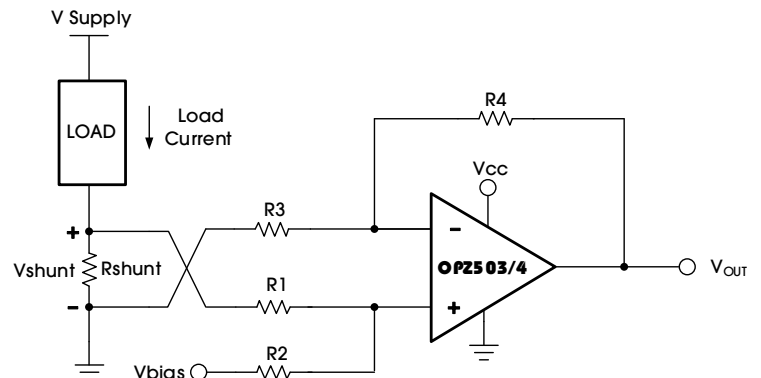 V Supply
LOAD
Load
Current
R4
Vcc
R3
+
-
Vshunt
Rshunt
OPZ503/4
VOUT
R1
-
+
R2
Vbias